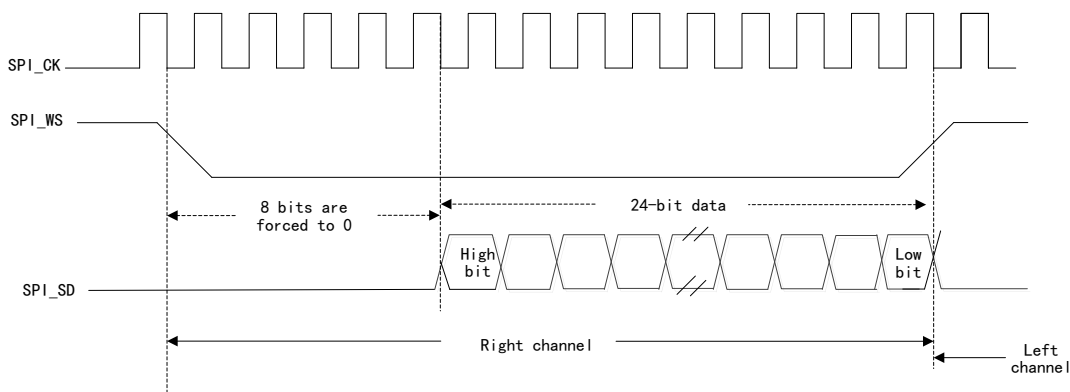 SPI_CK
SPI_WS
8 bits are
forced to 0
24-bit data
High
bit
Low
bit
SPI_SD
Right channel
Left
channel